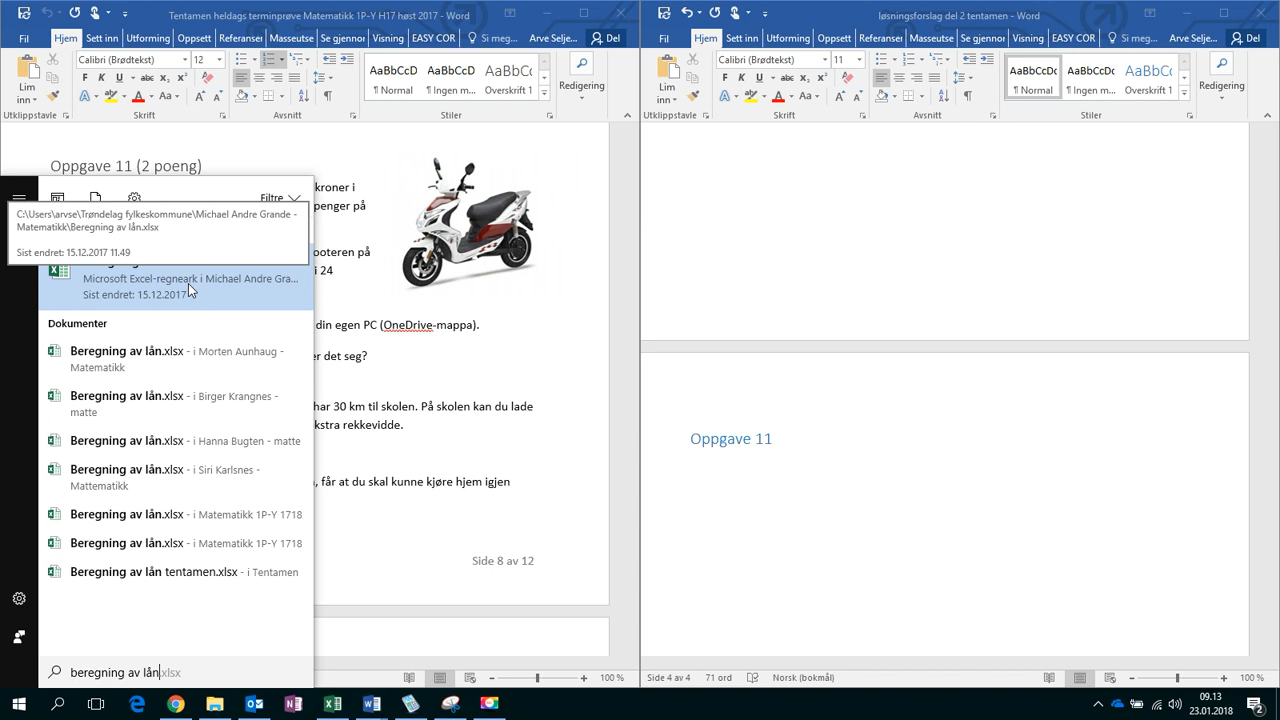 Tentamen heldags terminprøve Matematikk 1P-Y H17 høst 2017 - Word
Fil Hjem Sett inn Utforming Oppsett Referanser Masseutse Se gjennor Visning EASY COR Si meg... Arve Selje... Del
Lim inn
Calibri (Brødtekst) 12
AaBbCcD AaBbCcD AaBbCcD
¶ Normal ¶ Ingen m... Overskrift 1
Redigering
Utklippstavle Skrift Avsnitt Stiler
løsningsforslag del 2 tentamen - Word
Fil Hjem Sett inn Utforming Oppsett Referanser Masseutse Se gjennor Visning EASY COR Si meg... Arve Selje... Del
Lim inn
Calibri (Brødtekst) 11
AaBbCcDc AaBbCcDc AaBbCcD
¶ Normal ¶ Ingen m... Overskrift 1
Redigering
Utklippstavle Skrift Avsnitt Stiler
Oppgave 11 (2 poeng)
kroner i
penger på
ooteren på
i 24
din egen PC (OneDrive-mappa).
er det seg?
har 30 km til skolen. På skolen kan du lade
kstra rekkevidde.
, får at du skal kunne kjøre hjem igjen
Side 8 av 12
Filtre
C:\Users\arvse\Trøndelag fylkeskommune\Michael Andre Grande -
Matematikk\Beregning av lån.xlsx
Sist endret: 15.12.2017 11.49
Microsoft Excel-regneark i Michael Andre Gra...
Sist endret: 15.12.2017
Dokumenter
Beregning av lån.xlsx - i Morten Aunhaug -
Matematikk
Beregning av lån.xlsx - i Birger Krangnes -
matte
Beregning av lån.xlsx - i Hanna Bugten - matte
Beregning av lån.xlsx - i Siri Karlsnes -
Mattematikk
Beregning av lån.xlsx - i Matematikk 1P-Y 1718
Beregning av lån.xlsx - i Matematikk 1P-Y 1718
Beregning av lån tentamen.xlsx - i Tentamen
beregning av lån.xlsx
100 %
Oppgave 11
Side 4 av 4 71 ord Norsk (bokmål) 100 %
09.13
23.01.2018
2